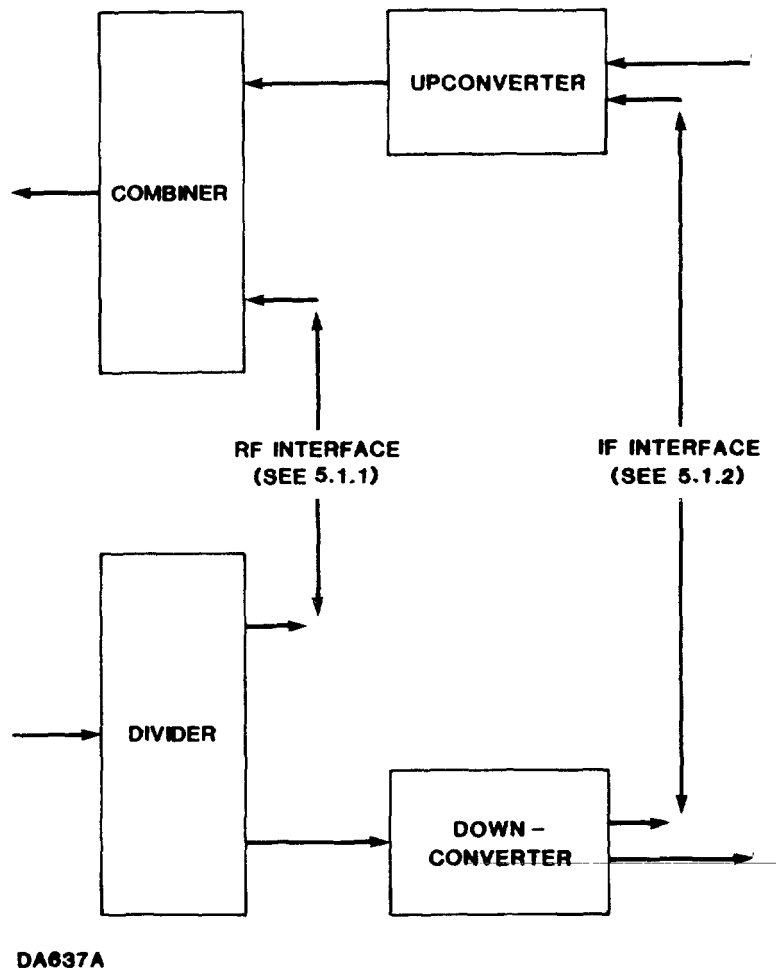 UPCONVERTER
COMBINER
RF INTERFACE
(SEE 5.1.1)
IF INTERFACE
(SEE 5.1.2)
DIVIDER
DOWN –
CONVERTER
DA637A